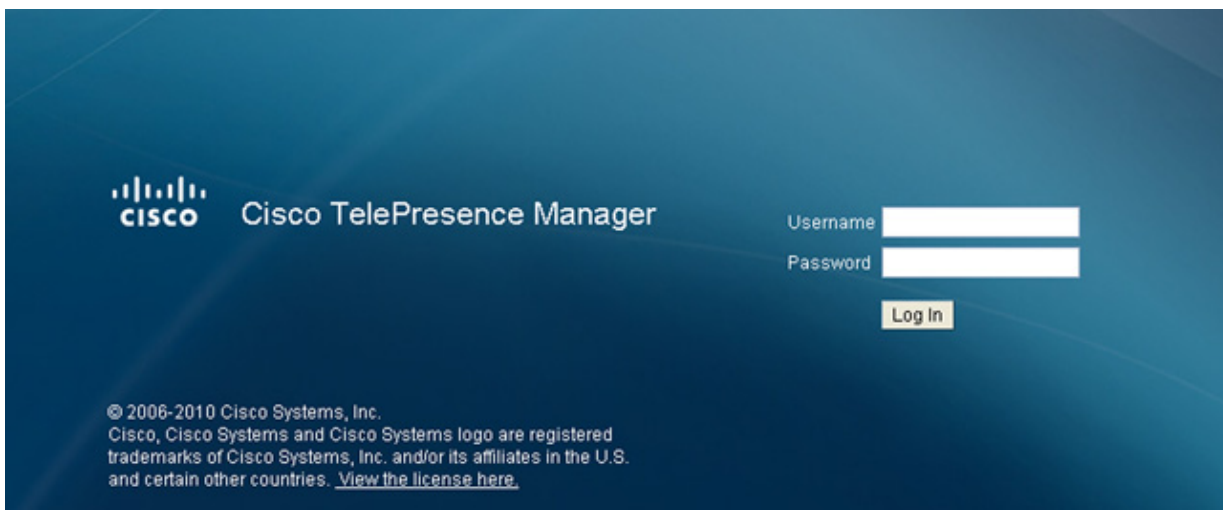 CISCO
Cisco TelePresence Manager
Username
Password
Log In
© 2006-2010 Cisco Systems, Inc.
Cisco, Cisco Systems and Cisco Systems logo are registered
trademarks of Cisco Systems, Inc. and/or its affiliates in the U.S.
and certain other countries. View the license here.